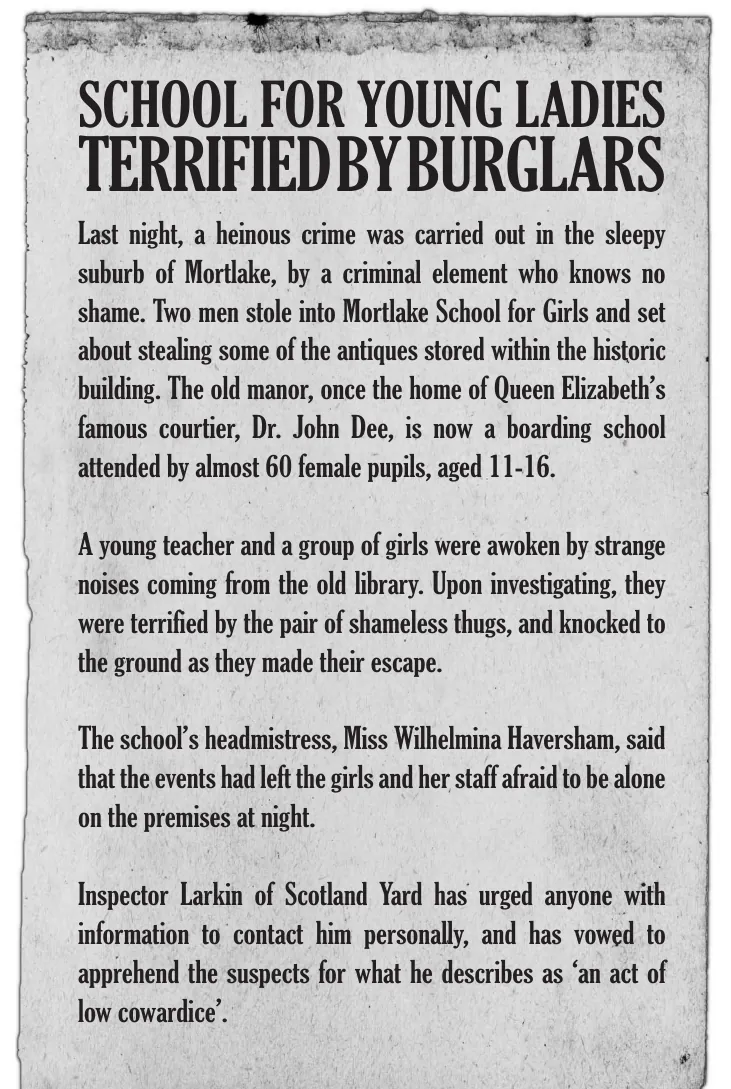 SCHOOL FOR YOUNG LADIES
TERRIFIED BY BURGLARS
Last night, a heinous crime was carried out in the sleepy
suburb of Mortlake, by a criminal element who knows no
shame. Two men stole into Mortlake School for Girls and set
about stealing some of the antiques stored within the historic
building. The old manor, once the home of Queen Elizabeth’s
famous courtier, Dr. John Dee, is now a boarding school
attended by almost 60 female pupils, aged 11-16.
A young teacher and a group of girls were awoken by strange
noises coming from the old library. Upon investigating, they
were terrified by the pair of shameless thugs, and knocked to
the ground as they made their escape.
The school’s headmistress, Miss Wilhelmina Haversham, said
that the events had left the girls and her staff afraid to be alone
on the premises at night.
Inspector Larkin of Scotland Yard has urged anyone with
information to contact him personally, and has vowed to
apprehend the suspects for what he describes as ‘an act of
low cowardice’.